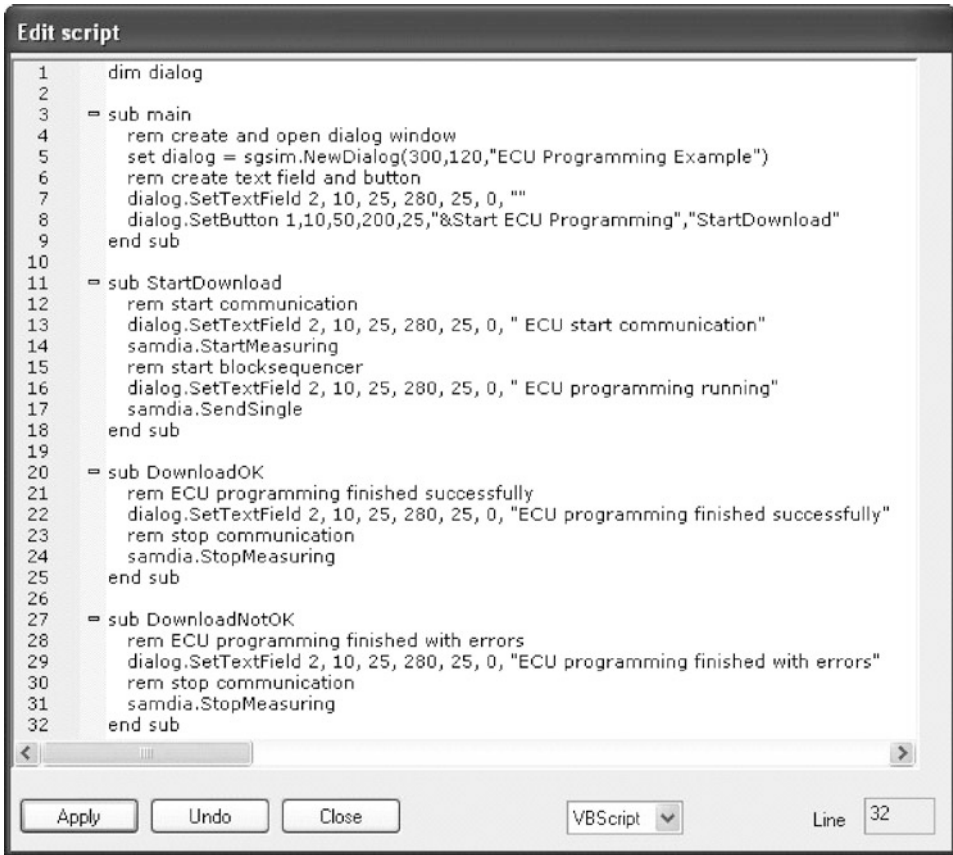 Edit script
1 dim dialog
2
3 sub main
4 rem create and open dialog window
5 set dialog = sgsim.NewDialog(300,120,"ECU Programming Example")
6 rem create text field and button
7 dialog.SetTextField 2, 10, 25, 280, 25, 0, ""
8 dialog.SetButton 1,10,50,200,25,"&Start ECU Programming","StartDownload"
9 end sub
10
11 sub StartDownload
12 rem start communication
13 dialog.SetTextField 2, 10, 25, 280, 25, 0, " ECU start communication"
14 samdia.StartMeasuring
15 rem start blocksequencer
16 dialog.SetTextField 2, 10, 25, 280, 25, 0, " ECU programming running"
17 samdia.SendSingle
18 end sub
19
20 sub DownloadOK
21 rem ECU programming finished successfully
22 dialog.SetTextField 2, 10, 25, 280, 25, 0, "ECU programming finished successfully"
23 rem stop communication
24 samdia.StopMeasuring
25 end sub
26
27 sub DownloadNotOK
28 rem ECU programming finished with errors
29 dialog.SetTextField 2, 10, 25, 280, 25, 0, "ECU programming finished with errors"
30 rem stop communication
31 samdia.StopMeasuring
32 end sub
Apply Undo Close VBScript Line 32